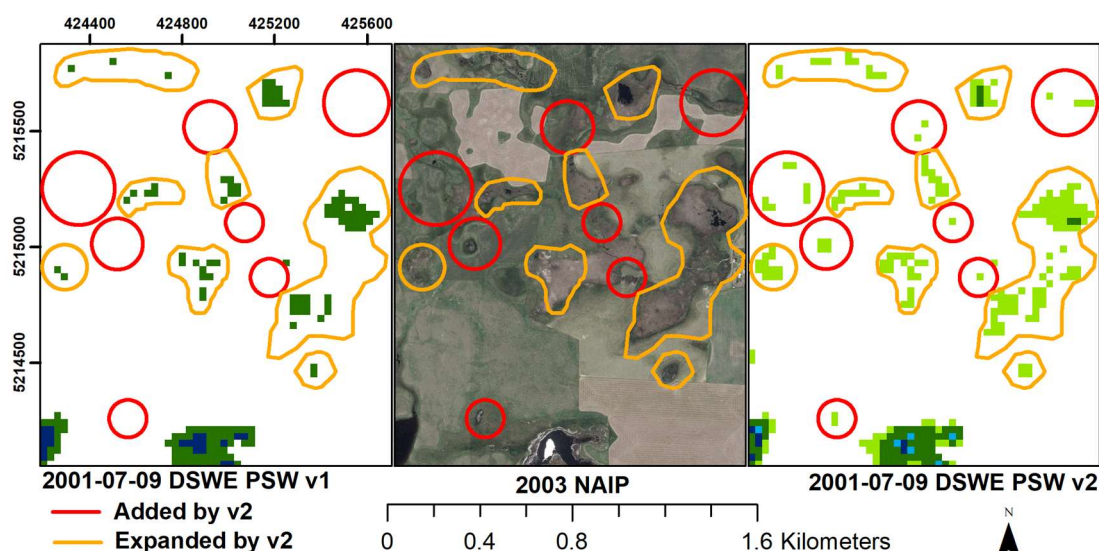 424400 424800 425200 425600
5215500
5215000
5214500
2001-07-09 DSWE PSW v1
2003 NAIP
2001-07-09 DSWE PSW v2
Added by v2
Expanded by v2
0 0.4 0.8 1.6 Kilometers
N